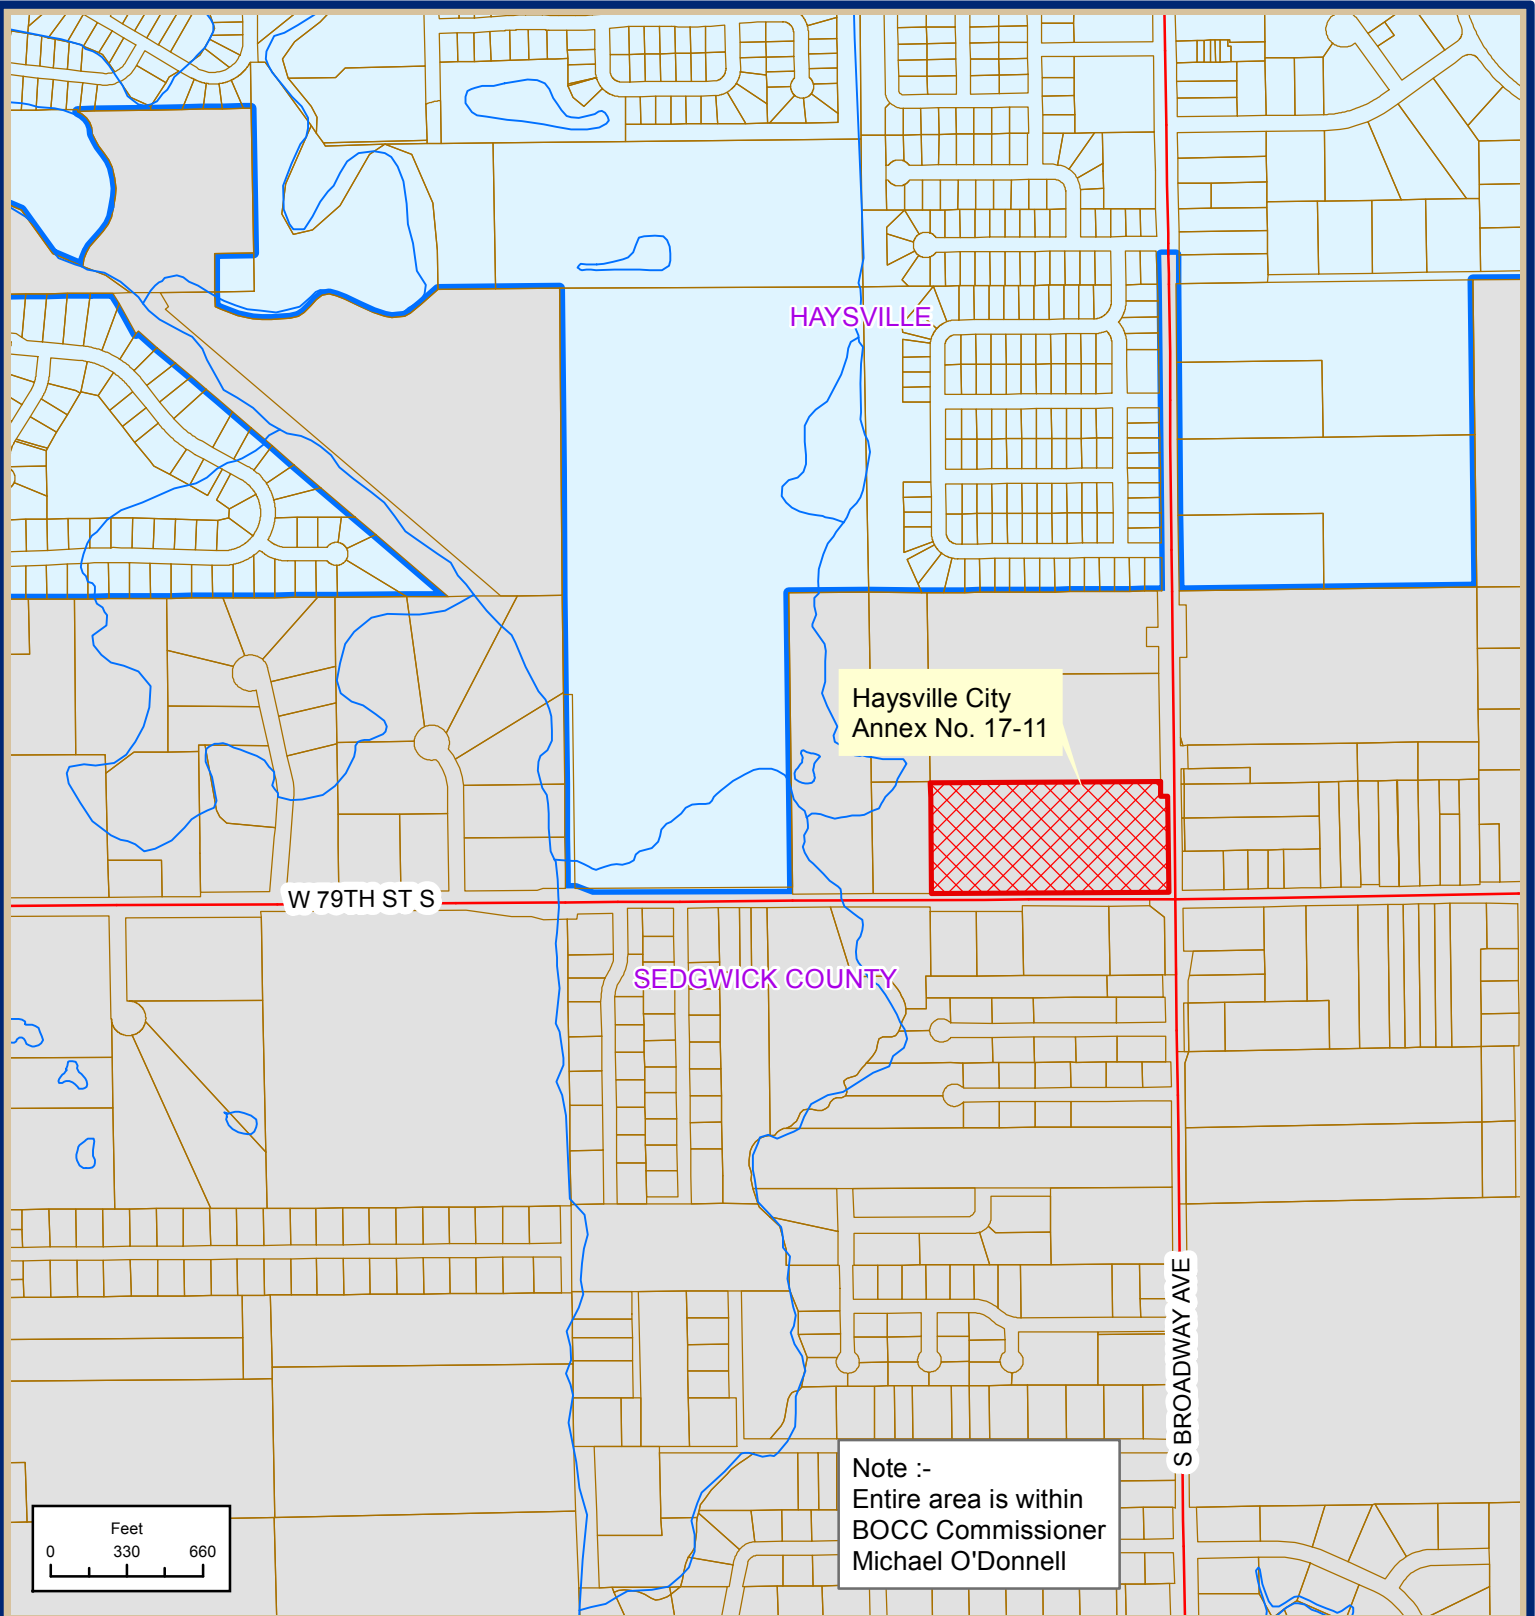 HAYSVILLE
Haysville City
Annex No. 17-11
W 79TH ST S
SEDGWICK COUNTY
S BROADWAY AVE
Note :-
Entire area is within
BOCC Commissioner
Michael O'Donnell
Feet
0 330 660